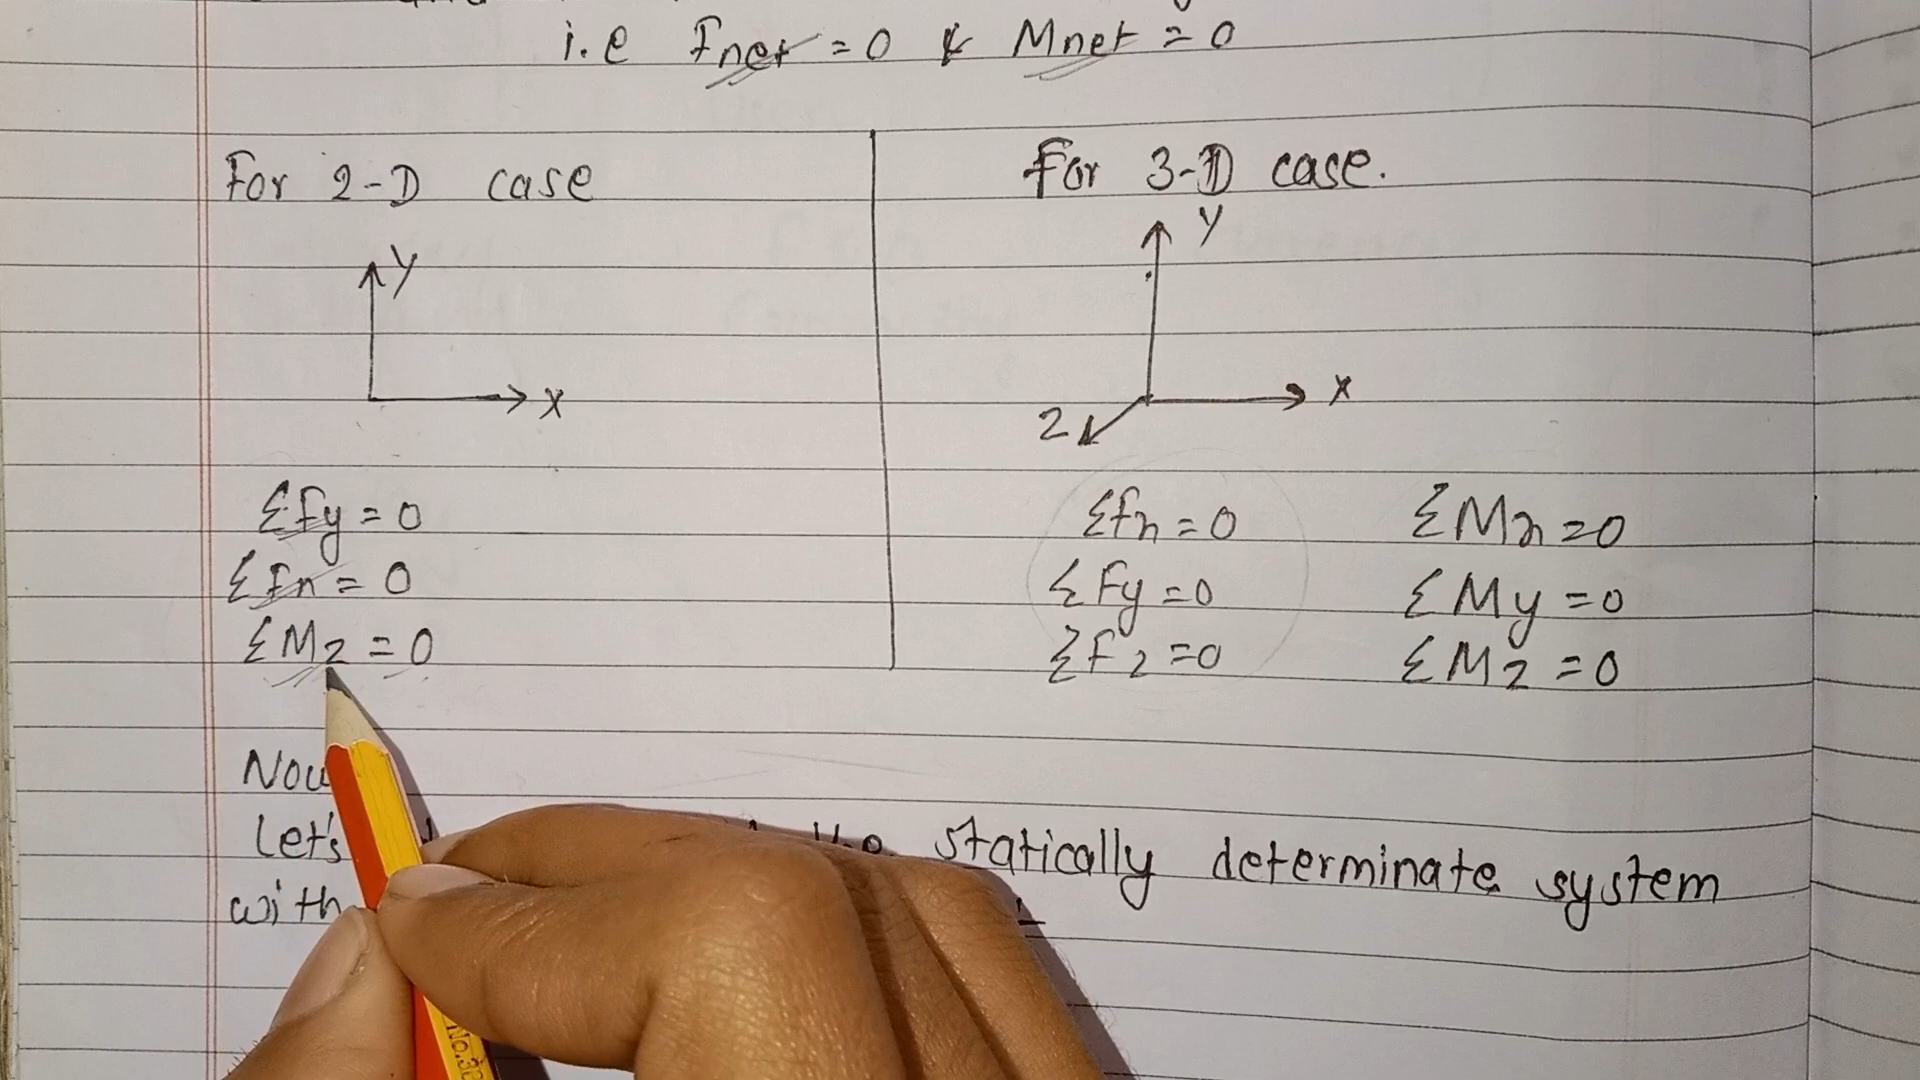 i.e Fnet = 0 & Mnet = 0
For 2-D case
Y
X
ΣFy = 0
ΣFx = 0
ΣMz = 0
For 3-D case.
Y
X
Z
Σfx = 0 ΣMx = 0
ΣFy = 0 ΣMy = 0
ΣFz = 0 ΣMz = 0
Now
Let's statically determinate system
with